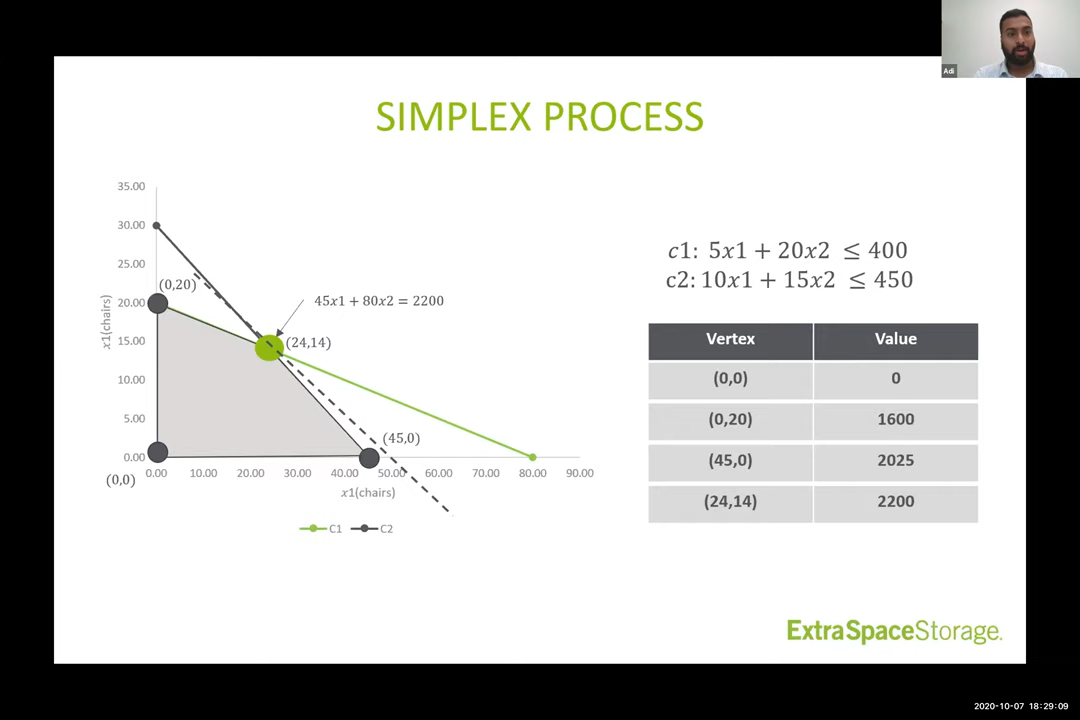 Adi
SIMPLEX PROCESS
35.00
30.00
25.00
20.00
15.00
10.00
5.00
0.00
x1(chairs)
(0,20)
45x1 + 80x2 = 2200
(24,14)
(45,0)
(0,0)
0.00 10.00 20.00 30.00 40.00 50.00 60.00 70.00 80.00 90.00
x1(chairs)
C1 C2
c1: 5x1 + 20x2 ≤ 400
c2: 10x1 + 15x2 ≤ 450
Vertex Value
(0,0) 0
(0,20) 1600
(45,0) 2025
(24,14) 2200
ExtraSpaceStorage.
2020-10-07 18:29:09